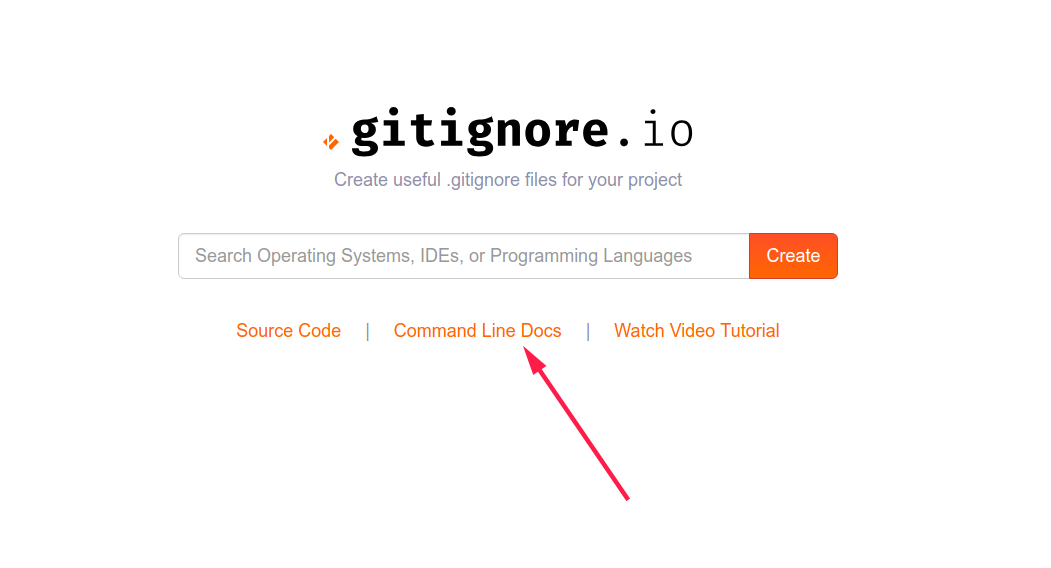 gitignore.io
Create useful .gitignore files for your project
Search Operating Systems, IDEs, or Programming Languages
Create
Source Code | Command Line Docs | Watch Video Tutorial